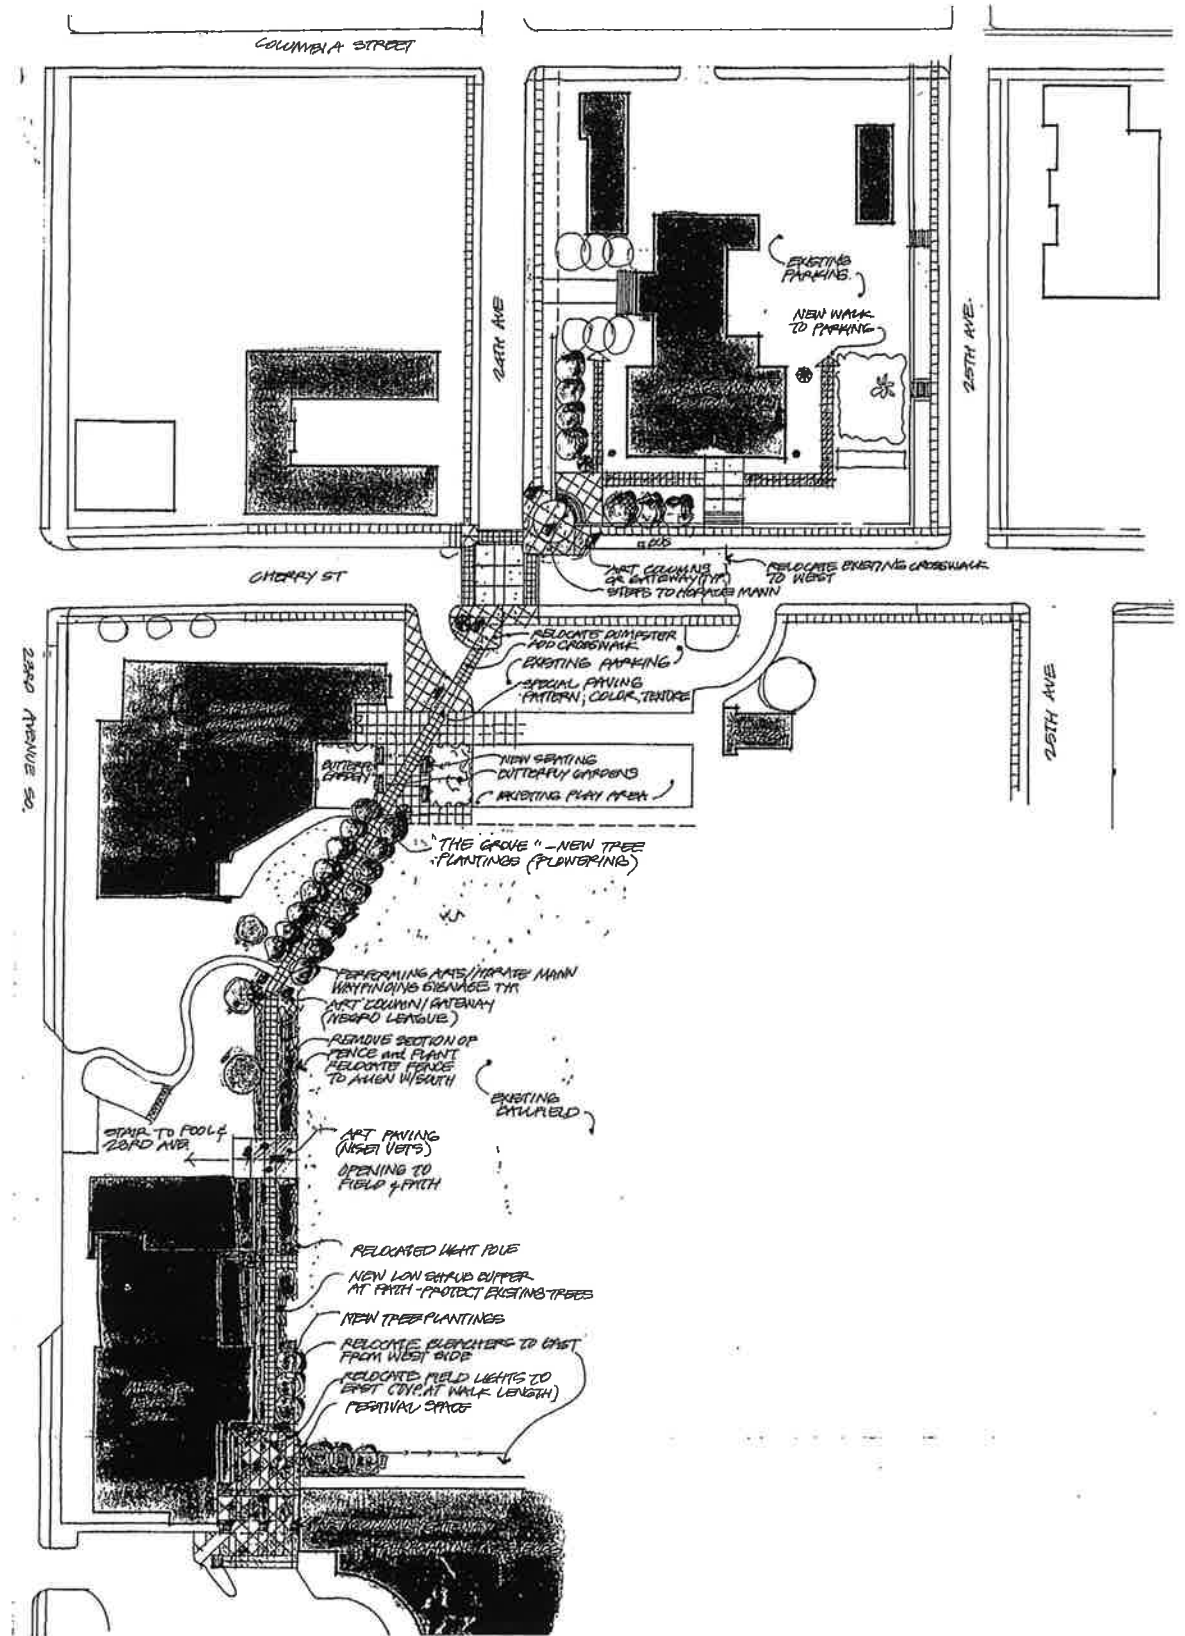 COLUMBIA STREET
24TH AVE
25TH AVE.
EXISTING
PARKING
NEW WALK
TO PARKING
BUS
CHERRY ST
ART COLUMNS
OR GATEWAY (TYP)
STEPS TO HORACE MANN
RELOCATE EXISTING CROSSWALK
TO WEST
23RD AVENUE SO.
25TH AVE
RELOCATE DUMPSTER
ADD CROSSWALK
EXISTING PARKING
SPECIAL PAVING
PATTERN, COLOR, TEXTURE
BUTTERFLY
GARDEN
NEW SEATING
BUTTERFLY GARDENS
EXISTING PLAY AREA
"THE GROVE" - NEW TREE
PLANTINGS (FLOWERING)
PERFORMING ARTS/HORACE MANN
WAYFINDING SIGNAGE TYP.
ART COLUMN/GATEWAY
(NEGRO LEAGUE)
REMOVE SECTION OF
FENCE and PLANT
RELOCATE FENCE
TO ALIGN W/SOUTH
EXISTING
BALLFIELD
STAIR TO POOL &
23RD AVE.
ART PAVING
(NISEI VETS)
OPENING TO
FIELD & PATH
RELOCATED LIGHT POLE
NEW LOW SHRUB BUFFER
AT PATH - PROTECT EXISTING TREES
NEW TREE PLANTINGS
RELOCATE BLEACHERS TO EAST
FROM WEST SIDE
RELOCATE FIELD LIGHTS TO
EAST (TYP. AT WALK LENGTH)
FESTIVAL SPACE